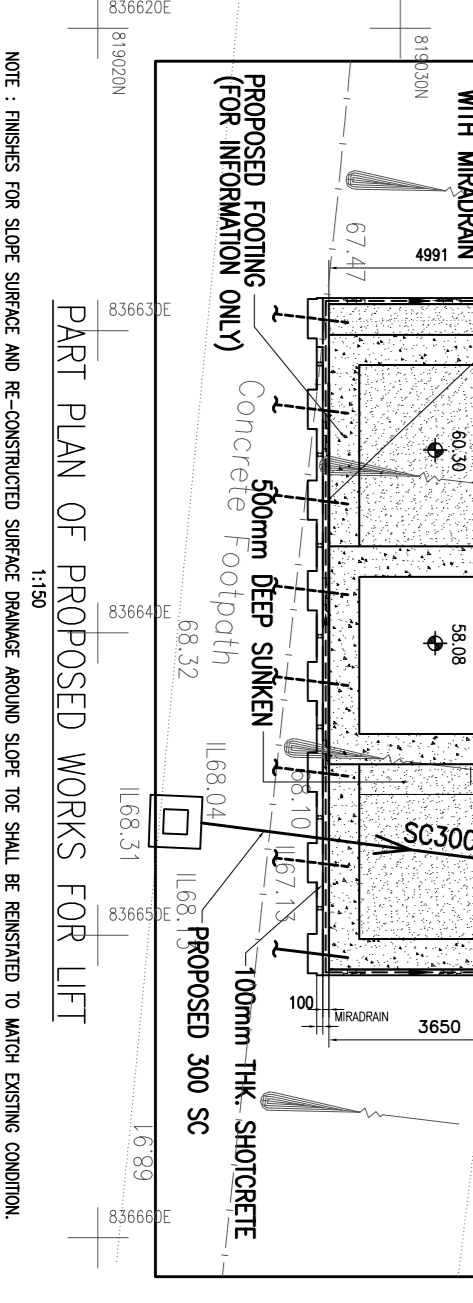 836620E
819020N
819030N
WITH MIRADRAIN
PROPOSED FOOTING
(FOR INFORMATION ONLY)
67.47
4991
836630E
60.30
Concrete Footpath
500mm DEEP SUNKEN
58.08
836640E
68.32
IL68.04
68.10
IL67.13
IL68.31
SC300
836650E
PROPOSED 300 SC
100mm THK. SHOTCRETE
100
MIRADRAIN
3650
68.91
836660E
PART PLAN OF PROPOSED WORKS FOR LIFT
1:150
NOTE : FINISHES FOR SLOPE SURFACE AND RE-CONSTRUCTED SURFACE DRAINAGE AROUND SLOPE TOE SHALL BE REINSTATED TO MATCH EXISTING CONDITION.